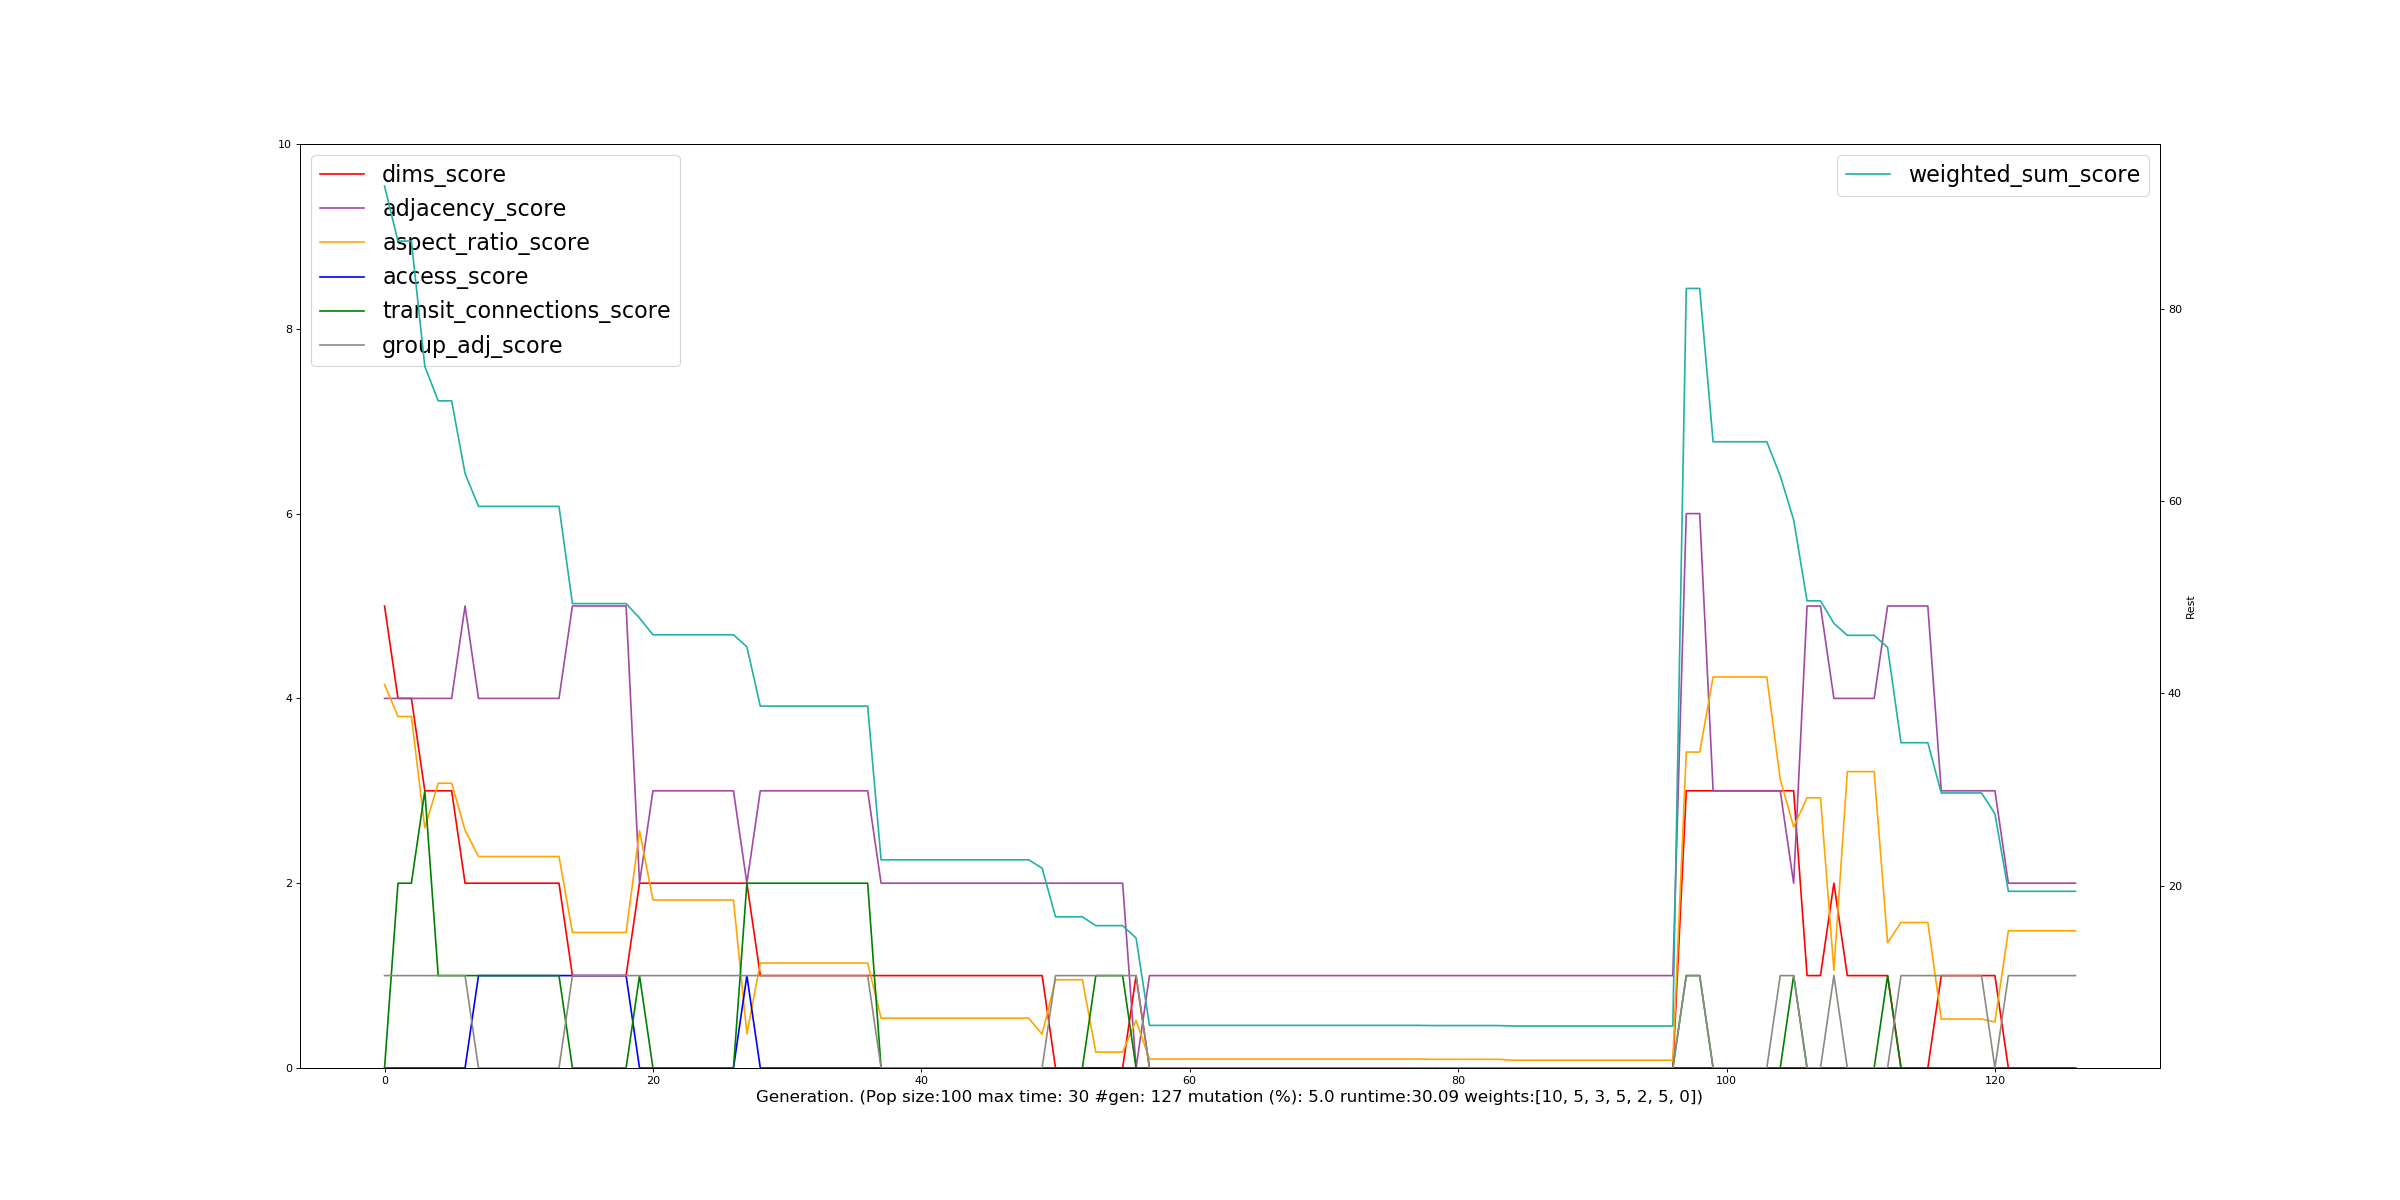 10
dims_score
adjacency_score
aspect_ratio_score
access_score
transit_connections_score
group_adj_score
weighted_sum_score
8
6
4
2
0
80
60
40
20
Rest
0 20 40 60 80 100 120
Generation. (Pop size:100 max time: 30 #gen: 127 mutation (%): 5.0 runtime:30.09 weights:[10, 5, 3, 5, 2, 5, 0])